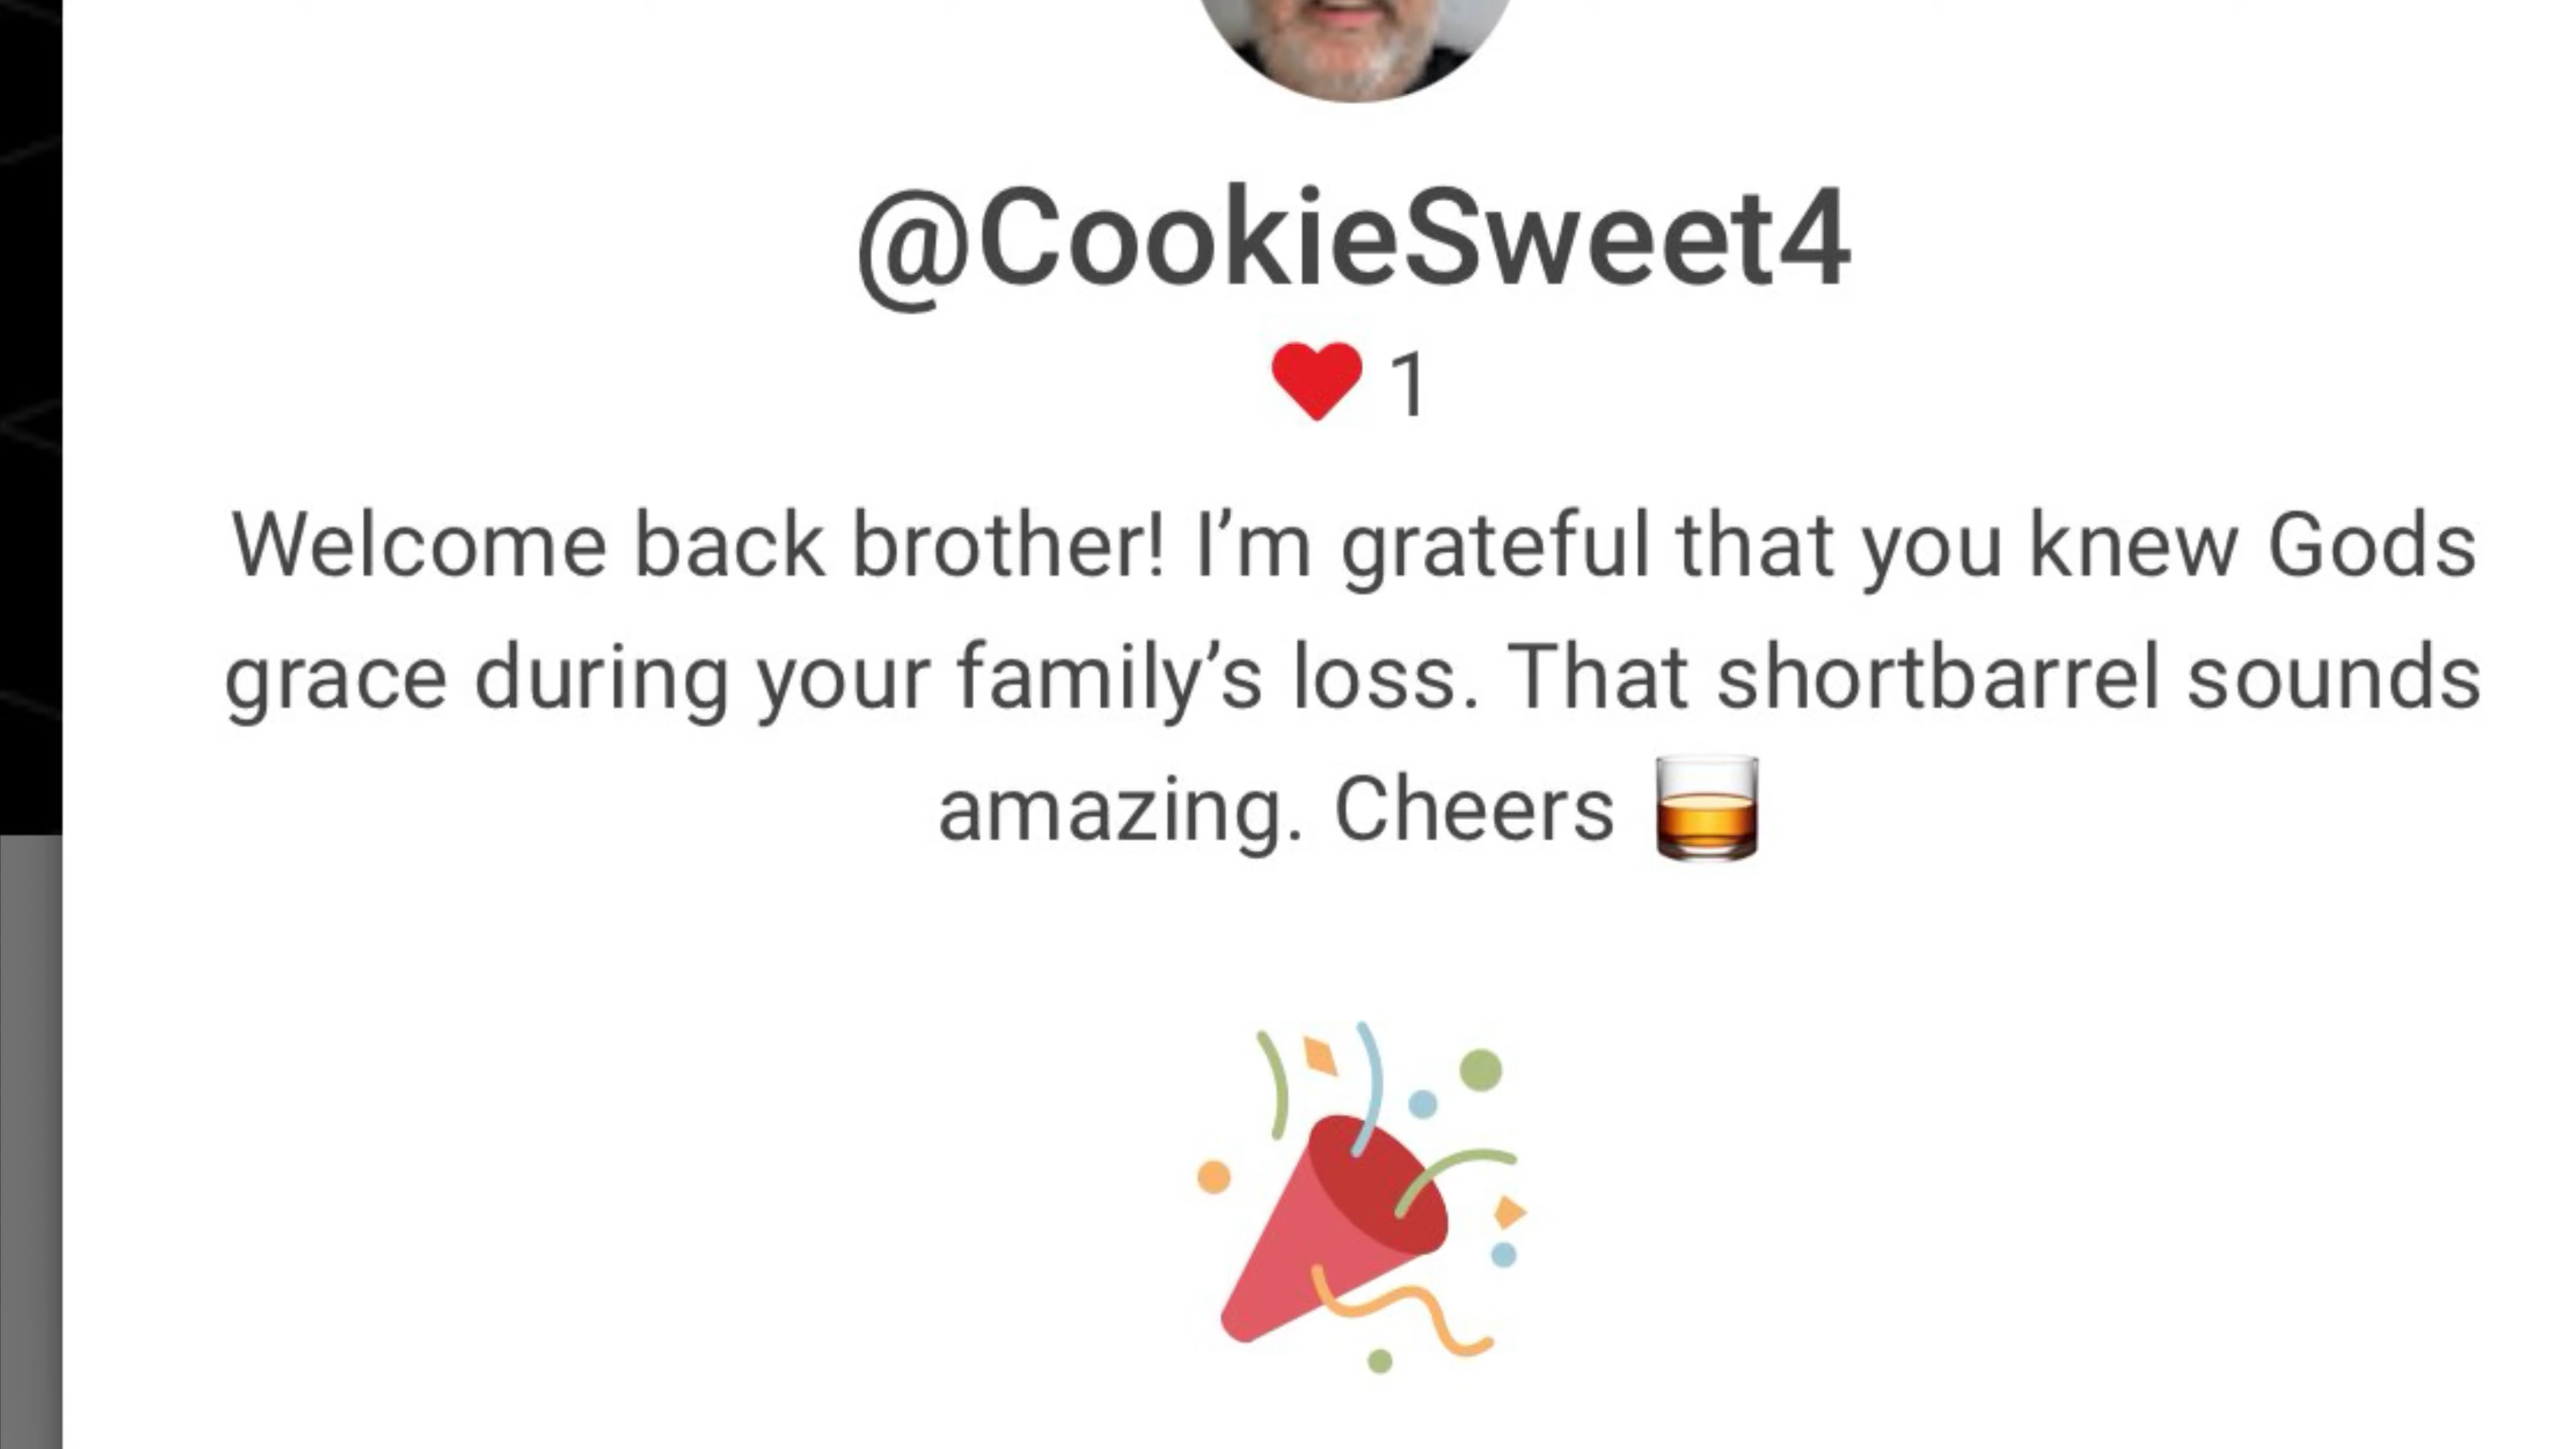 @CookieSweet4
1
Welcome back brother! I’m grateful that you knew Gods
grace during your family’s loss. That shortbarrel sounds
amazing. Cheers 🥃